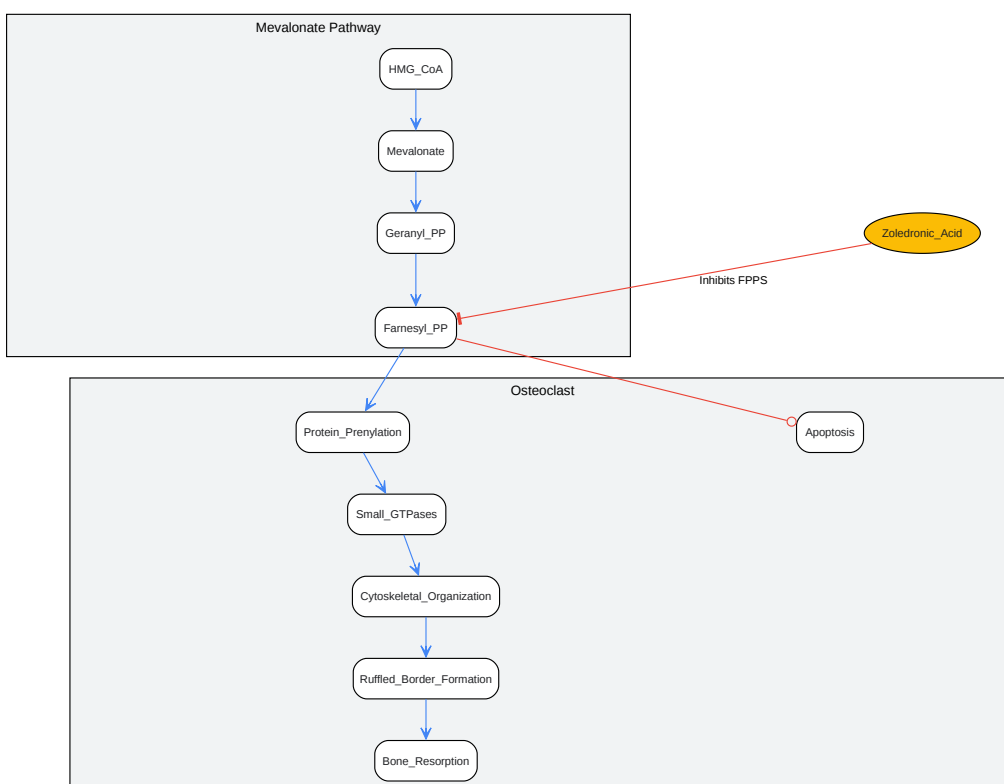 Mevalonate Pathway
HMG_CoA
Mevalonate
Geranyl_PP
Zoledronic_Acid
Inhibits FPPS
Farnesyl_PP
Osteoclast
Protein_Prenylation
Apoptosis
Small_GTPases
Cytoskeletal_Organization
Ruffled_Border_Formation
Bone_Resorption